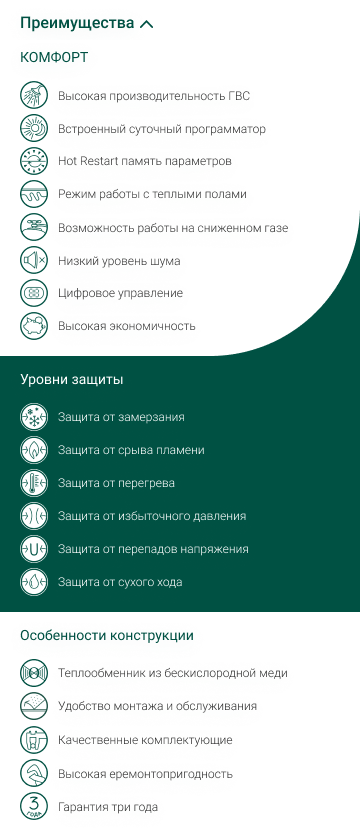 Преимущества
КОМФОРТ
Высокая производительность ГВС
Встроенный суточный программатор
Hot Restart память параметров
Режим работы с теплыми полами
Возможность работы на сниженном газе
Низкий уровень шума
Цифровое управление
Высокая экономичность
Уровни защиты
Защита от замерзания
Защита от срыва пламени
Защита от перегрева
Защита от избыточного давления
U
Защита от перепадов напряжения
Защита от сухого хода
Особенности конструкции
Теплообменник из бескислородной меди
Удобство монтажа и обслуживания
Качественные комплектующие
Высокая еремонтопригодность
3 ГОДА
Гарантия три года